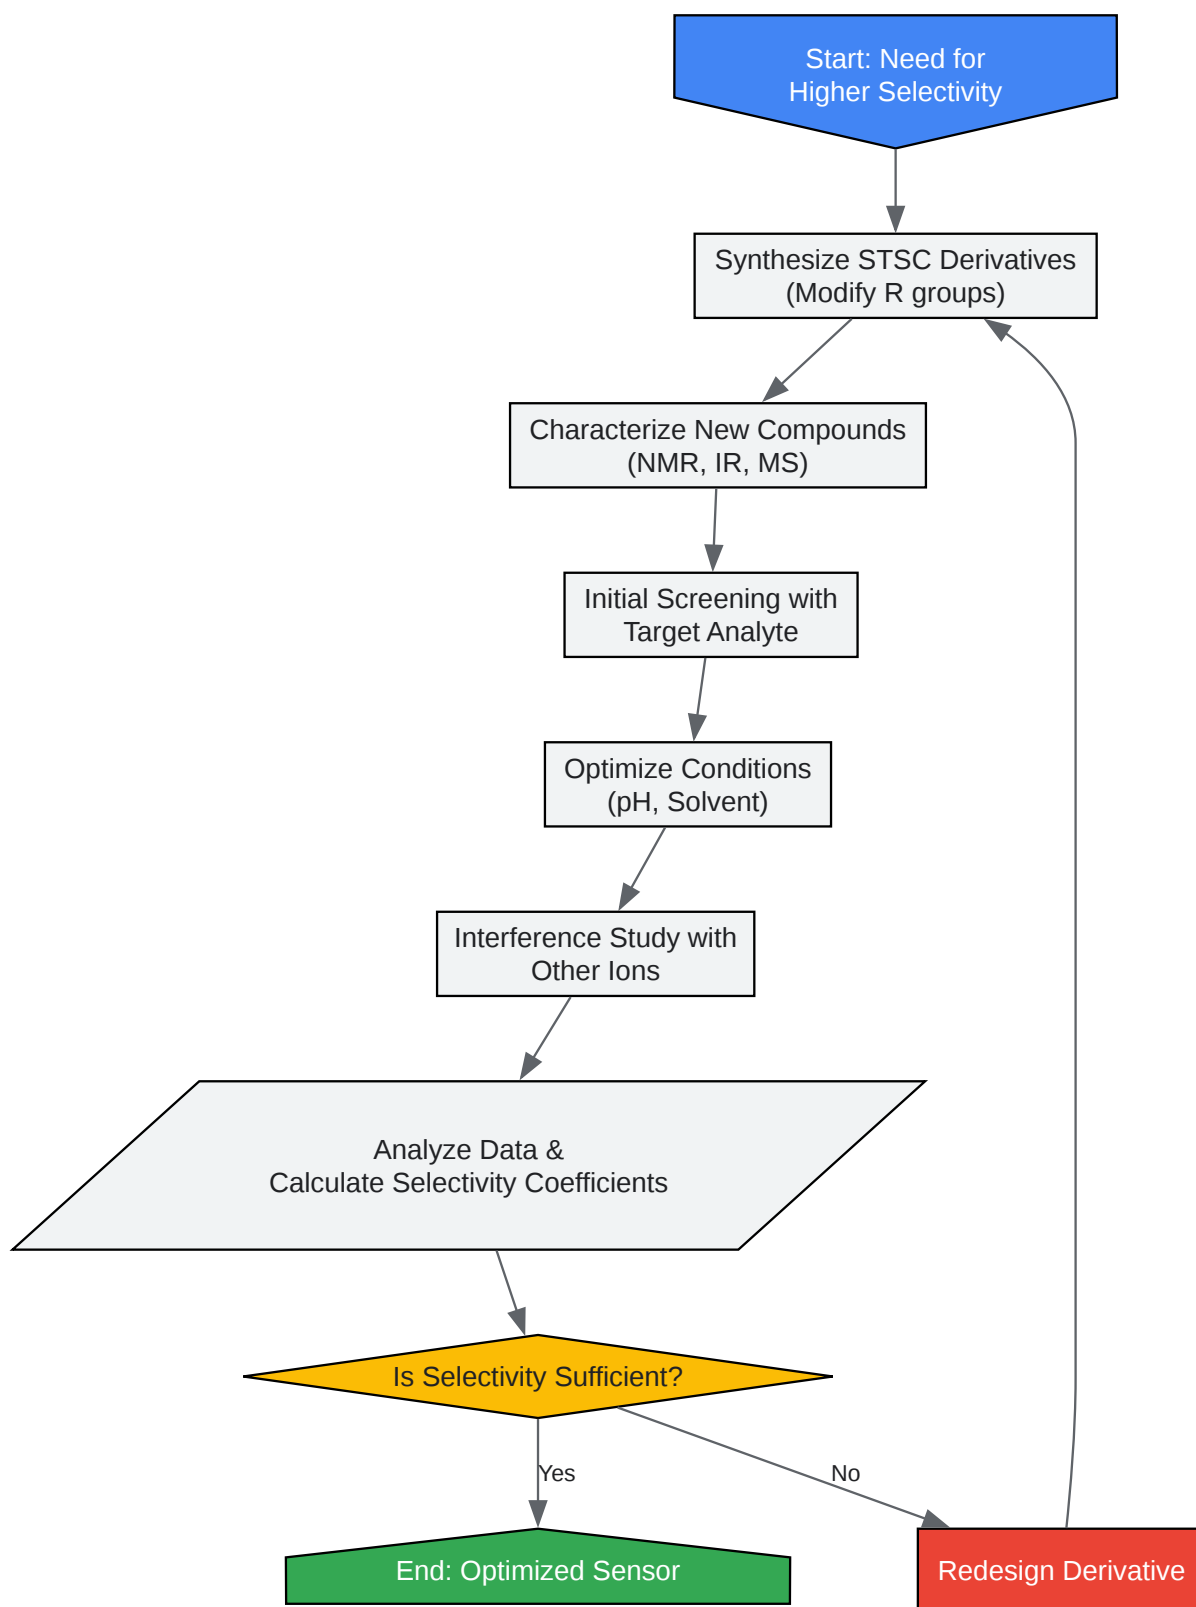 Start: Need for
Higher Selectivity
Synthesize STSC Derivatives
(Modify R groups)
Characterize New Compounds
(NMR, IR, MS)
Initial Screening with
Target Analyte
Optimize Conditions
(pH, Solvent)
Interference Study with
Other Ions
Analyze Data &
Calculate Selectivity Coefficients
Is Selectivity Sufficient?
Yes
No
End: Optimized Sensor
Redesign Derivative